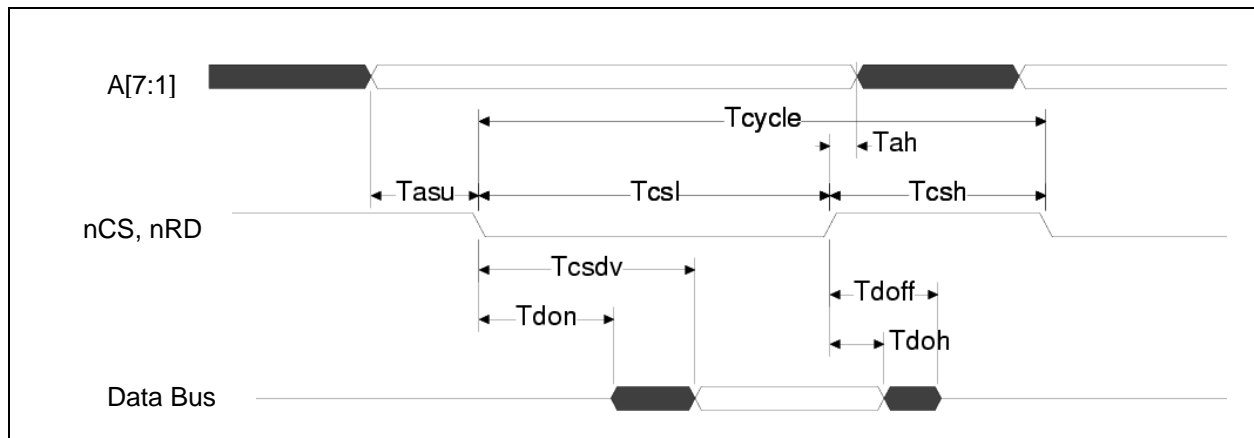 A[7:1]
Tcycle
Tah
Tasu
Tcsl
Tcsh
nCS, nRD
Tcsdv
Tdoff
Tdon
Tdoh
Data Bus